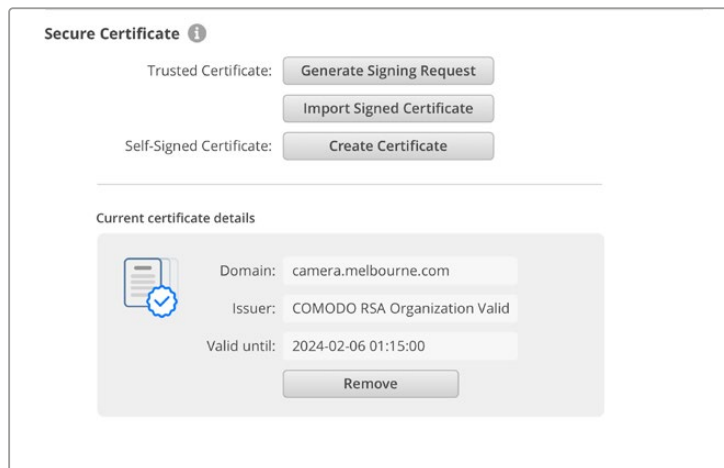 Secure Certificate
Trusted Certificate: Generate Signing Request
Import Signed Certificate
Self-Signed Certificate: Create Certificate
Current certificate details
Domain: camera.melbourne.com
Issuer: COMODO RSA Organization Valid
Valid until: 2024-02-06 01:15:00
Remove